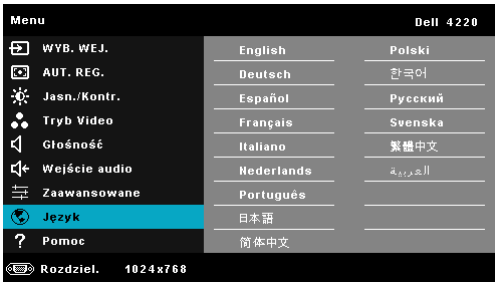 Menu Dell 4220
WYB. WEJ.
AUT. REG.
Jasn./Kontr.
Tryb Video
Głośność
Wejście audio
Zaawansowane
Język
Pomoc
English
Deutsch
Español
Français
Italiano
Nederlands
Português
日本語
简体中文
Polski
한국어
Русский
Svenska
繁體中文
العربية
Rozdziel. 1024x768